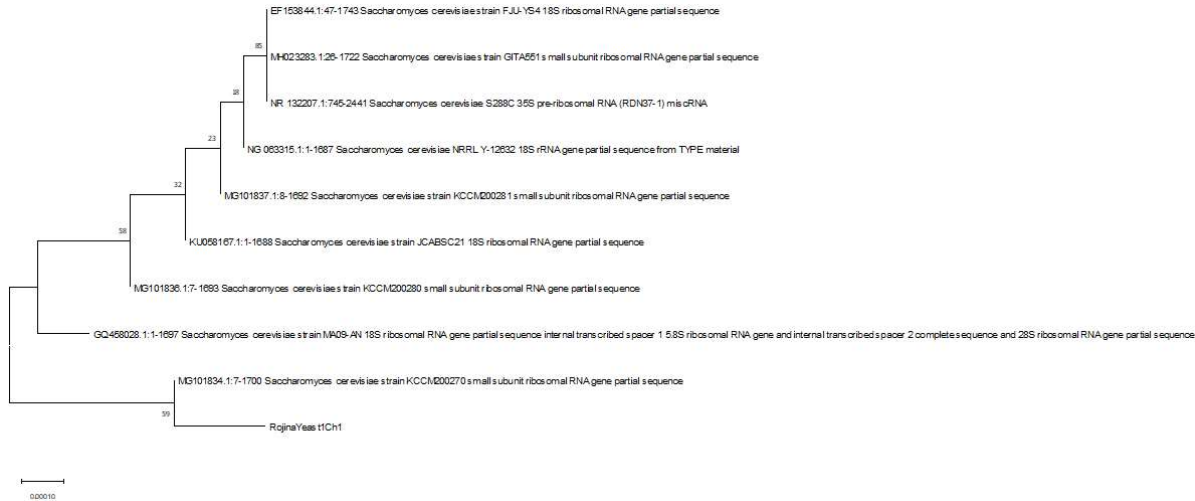 EF153844.1:47-1743 Saccharomyces cerevisiae strain FJU-YS4 18S ribosomal RNA gene partial sequence
85
MH023283.1:26-1722 Saccharomyces cerevisiae strain GITA551 small subunit ribosomal RNA gene partial sequence
18
NR 132207.1:745-2441 Saccharomyces cerevisiae S288C 35S pre-ribosomal RNA (RDN37-1) miscRNA
23
NG 063315.1:1-1687 Saccharomyces cerevisiae NRRL Y-12632 18S rRNA gene partial sequence from TYPE material
32
MG101837.1:8-1692 Saccharomyces cerevisiae strain KCCM200281 small subunit ribosomal RNA gene partial sequence
58
KU058167.1:1-1688 Saccharomyces cerevisiae strain JCABSC21 18S ribosomal RNA gene partial sequence
MG101836.1:7-1693 Saccharomyces cerevisiae strain KCCM200280 small subunit ribosomal RNA gene partial sequence
GQ458028.1:1-1697 Saccharomyces cerevisiae strain MA09-AN 18S ribosomal RNA gene partial sequence internal transcribed spacer 1 5.8S ribosomal RNA gene and internal transcribed spacer 2 complete sequence and 28S ribosomal RNA gene partial sequence
MG101834.1:7-1700 Saccharomyces cerevisiae strain KCCM200270 small subunit ribosomal RNA gene partial sequence
59
RojinaYeast1Ch1
0.00010